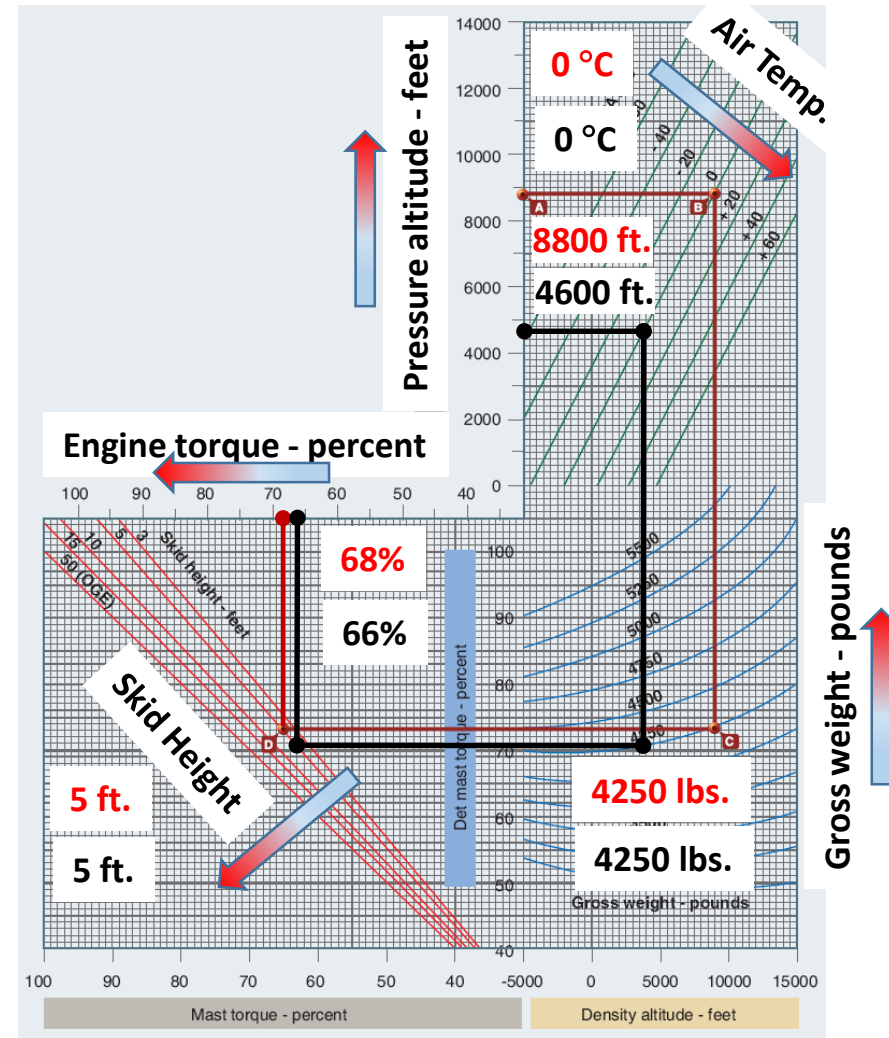 Pressure altitude - feet
14000
12000
10000
8000
6000
4000
2000
0
Air Temp.
0 °C
0 °C
- 40
- 20
0
+ 20
+ 40
+ 60
A
B
8800 ft.
4600 ft.
Engine torque - percent
100 90 80 70 60 50 40
15 10 5 3
50 (OGE)
Skid height - feet
68%
66%
Det mast torque - percent
100
90
80
70
60
50
40
5500
5250
5000
4750
4500
Gross weight - pounds
Skid Height
D
C
5 ft.
5 ft.
4250 lbs.
4250 lbs.
Gross weight - pounds
100 90 80 70 60 50 40 -5000 0 5000 10000 15000
Mast torque - percent
Density altitude - feet